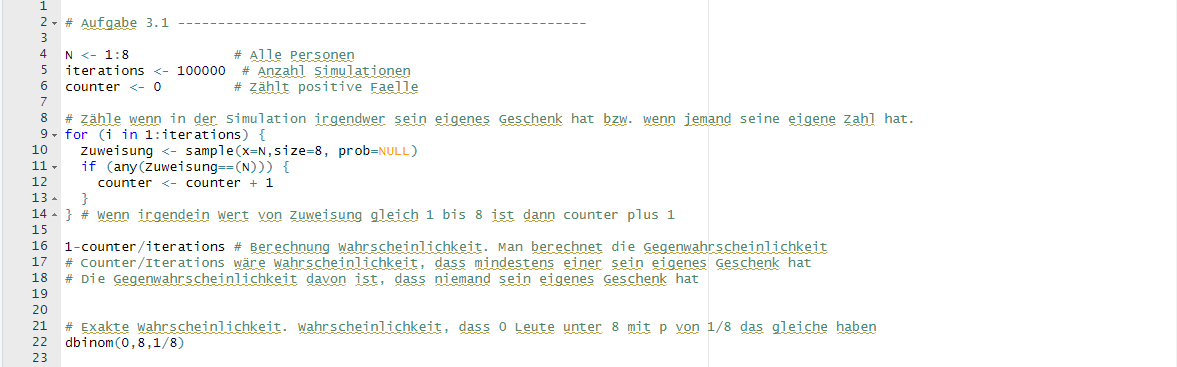 1
2 # Aufgabe 3.1 ---------------------------------------------------
3
4 N <- 1:8 # Alle Personen
5 iterations <- 100000 # Anzahl Simulationen
6 counter <- 0 # Zählt positive Faelle
7
8 # Zähle wenn in der Simulation irgendwer sein eigenes Geschenk hat bzw. wenn jemand seine eigene Zahl hat.
9 for (i in 1:iterations) {
10 Zuweisung <- sample(x=N,size=8, prob=NULL)
11 if (any(Zuweisung==(N))) {
12 counter <- counter + 1
13 }
14 } # Wenn irgendein Wert von Zuweisung gleich 1 bis 8 ist dann counter plus 1
15
16 1-counter/iterations # Berechnung Wahrscheinlichkeit. Man berechnet die Gegenwahrscheinlichkeit
17 # Counter/Iterations wäre Wahrscheinlichkeit, dass mindestens einer sein eigenes Geschenk hat
18 # Die Gegenwahrscheinlichkeit davon ist, dass niemand sein eigenes Geschenk hat
19
20
21 # Exakte Wahrscheinlichkeit. Wahrscheinlichkeit, dass 0 Leute unter 8 mit p von 1/8 das gleiche haben
22 dbinom(0,8,1/8)
23